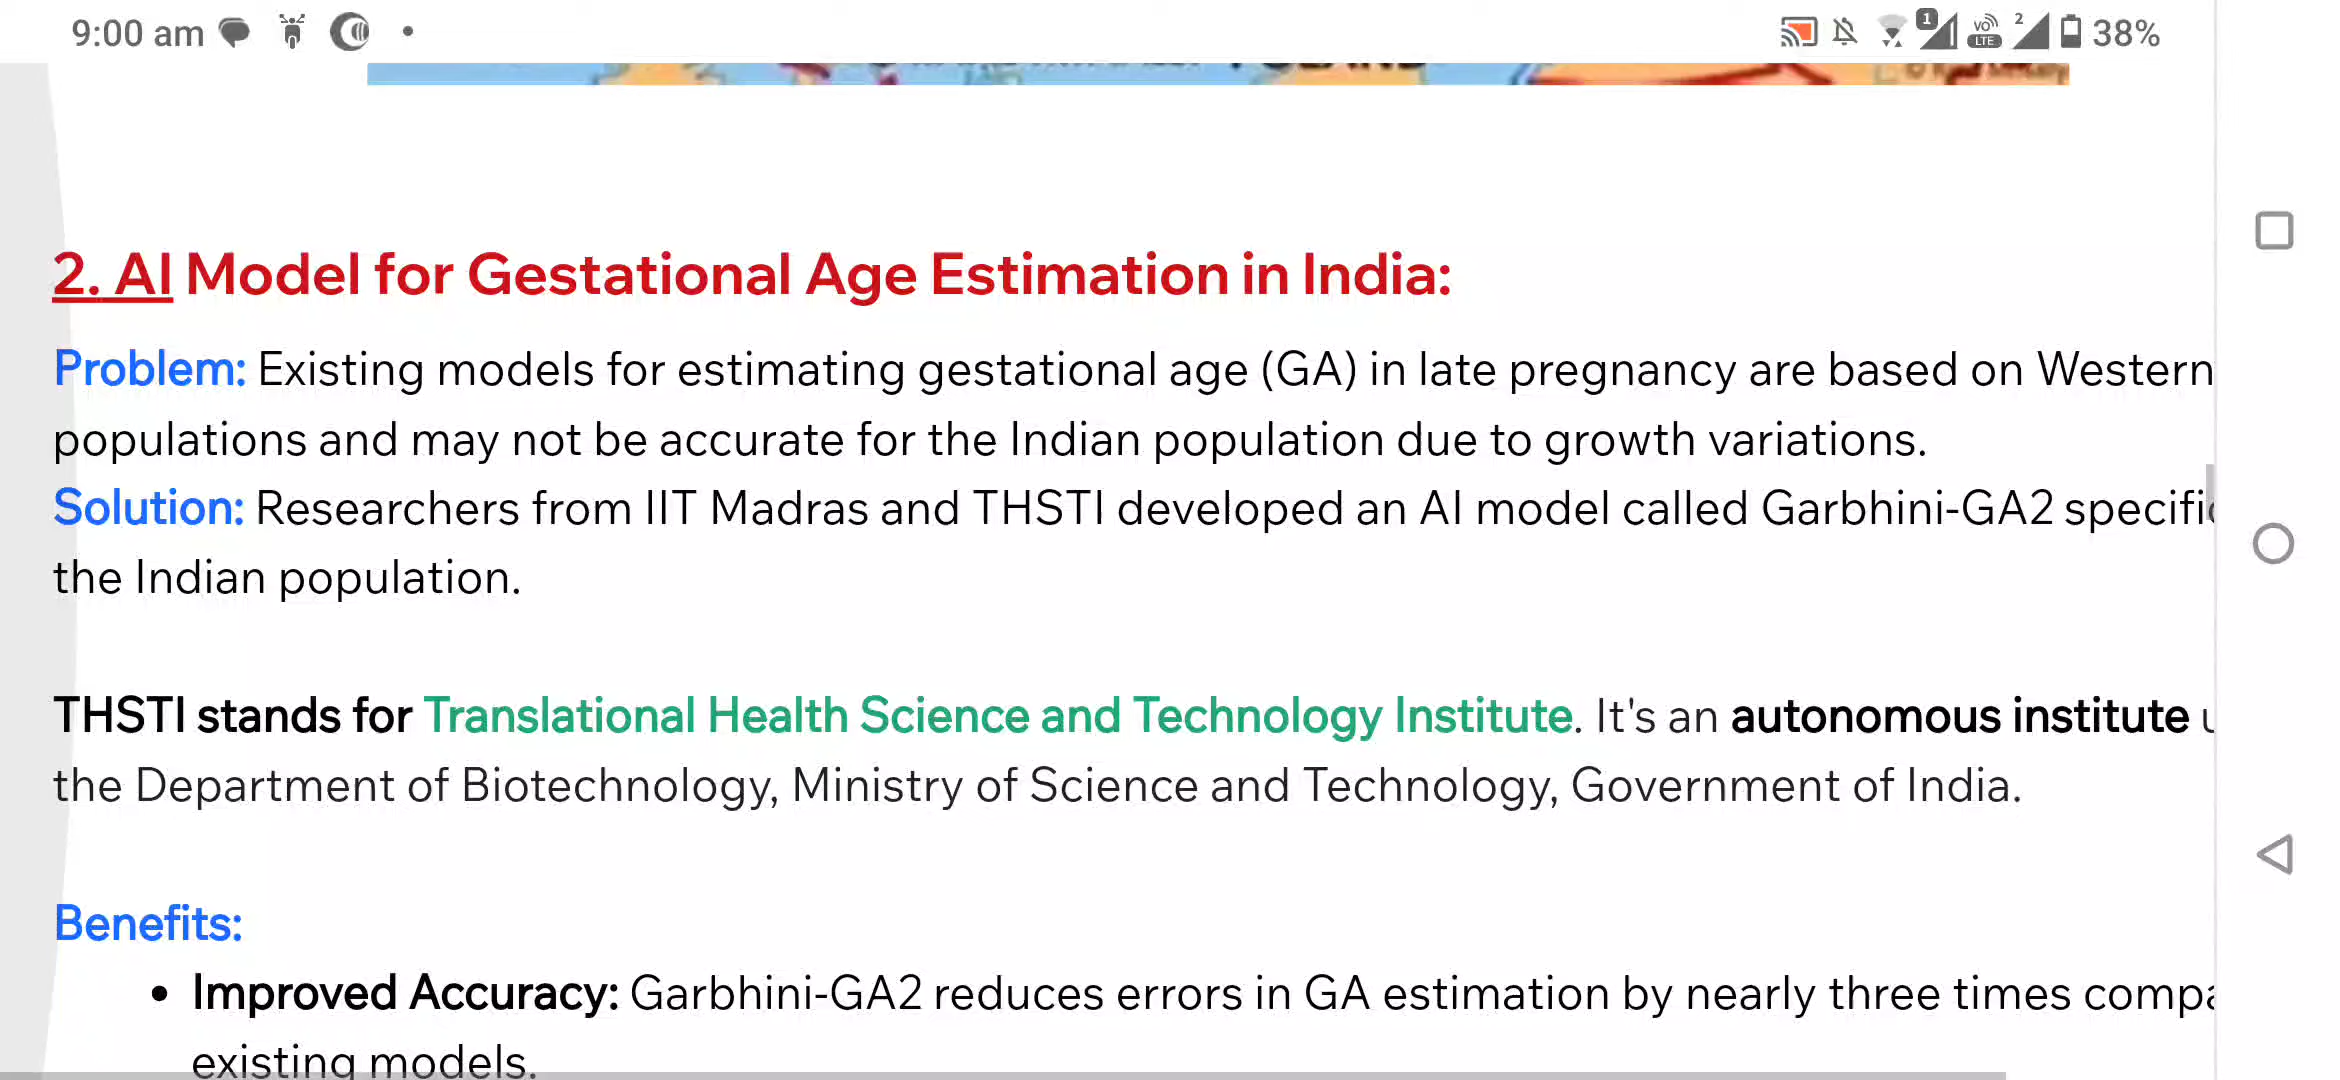 9:00 am
1
VO
LTE
2
38%
2. AI Model for Gestational Age Estimation in India:
Problem: Existing models for estimating gestational age (GA) in late pregnancy are based on Western
populations and may not be accurate for the Indian population due to growth variations.
Solution: Researchers from IIT Madras and THSTI developed an AI model called Garbhini-GA2
the Indian population.
THSTI stands for Translational Health Science and Technology Institute. It's an autonomous institute
the Department of Biotechnology, Ministry of Science and Technology, Government of India.
Benefits:
• Improved Accuracy: Garbhini-GA2 reduces errors in GA estimation by nearly three times
existing models.